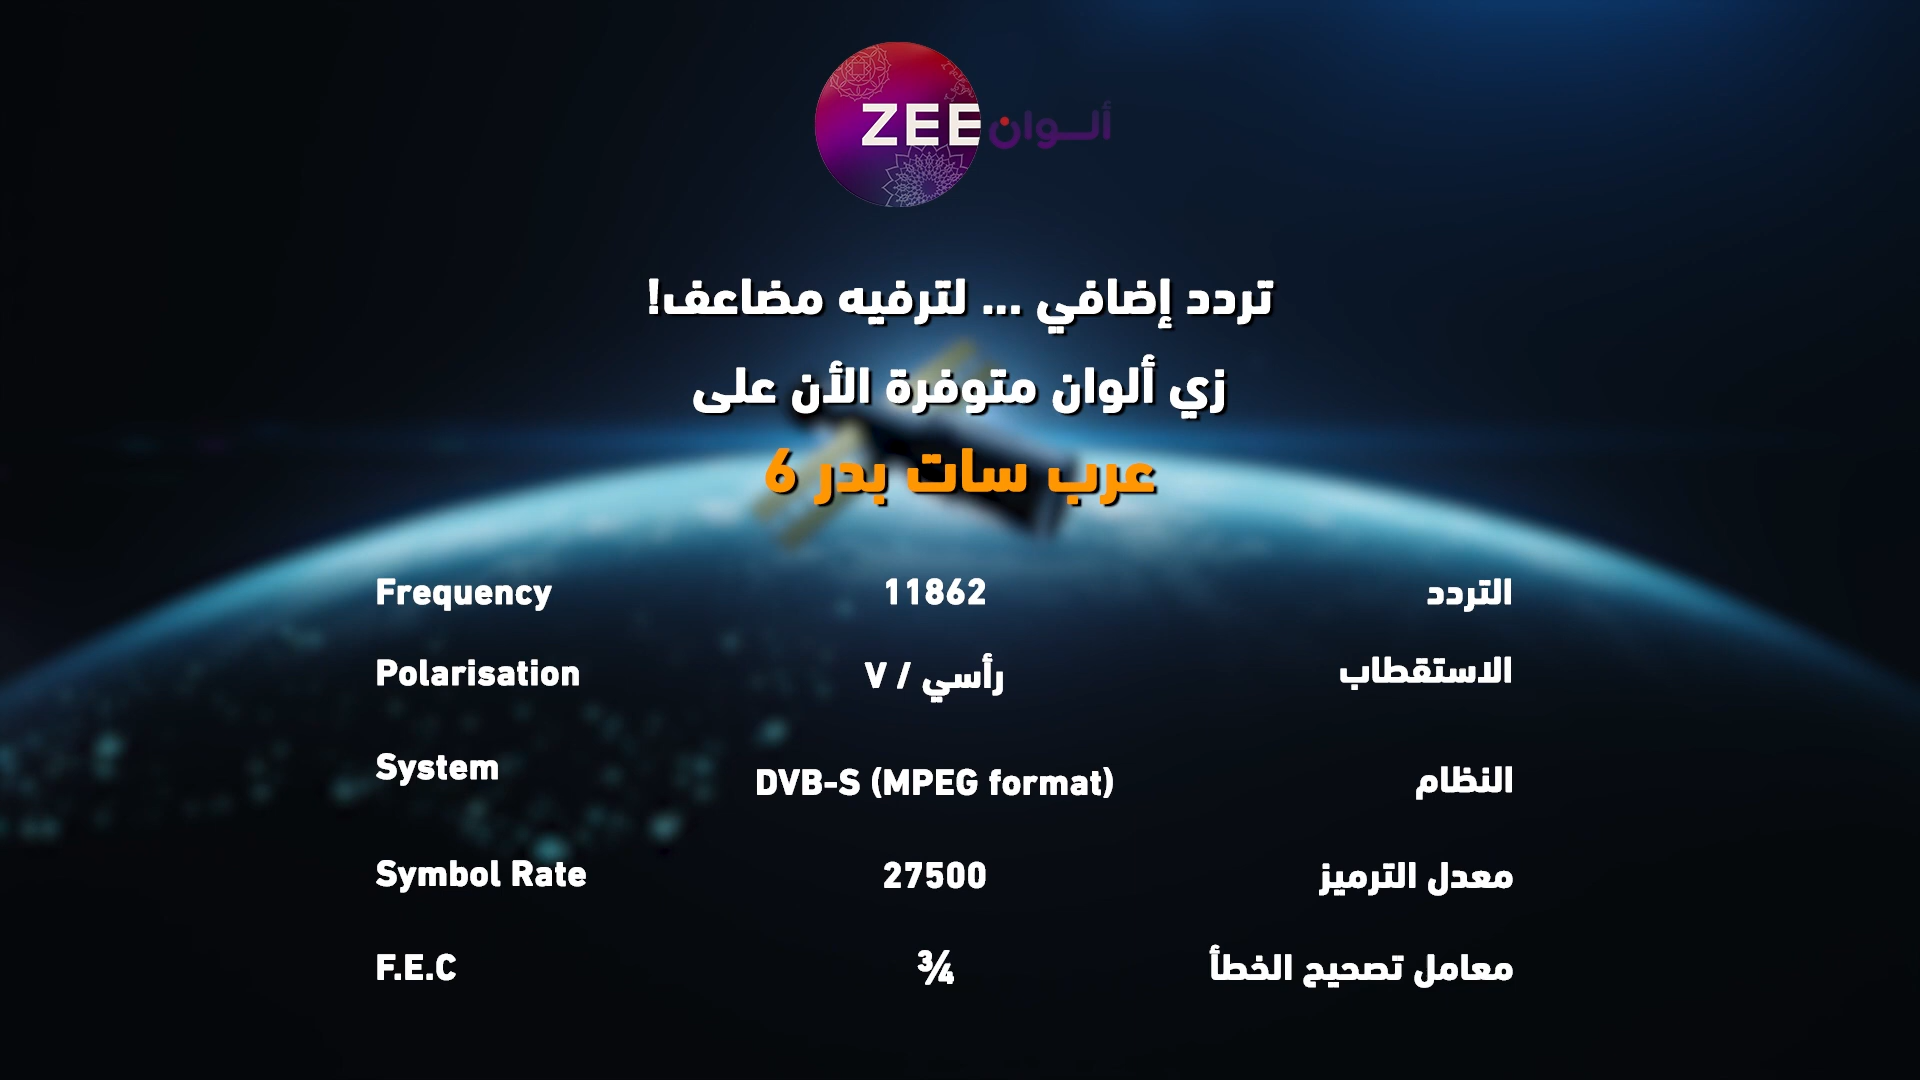 ZEE ألـوان
تردد إضافي ... لترفيه مضاعف!
زي ألوان متوفرة الأن على
عرب سات بدر 6
Frequency 11862 التردد
Polarisation رأسي / V الاستقطاب
System DVB-S (MPEG format) النظام
Symbol Rate 27500 معدل الترميز
F.E.C ¾ معامل تصحيح الخطأ